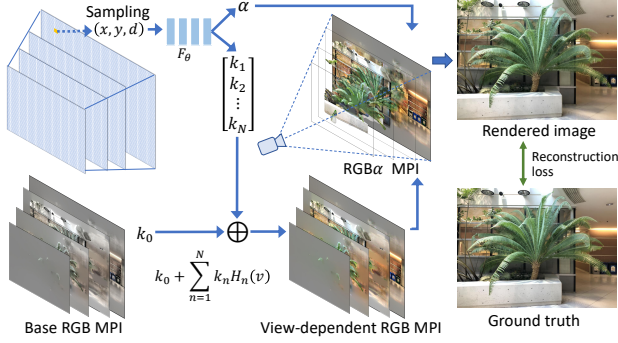 Sampling
(x, y, d)
F_θ
α
[k_1
k_2
⋮
k_N]
RGBα MPI
Rendered image
Reconstruction
loss
k_0
⊕
k_0 + \sum_{n=1}^{N} k_n H_n(v)
Base RGB MPI
View-dependent RGB MPI
Ground truth